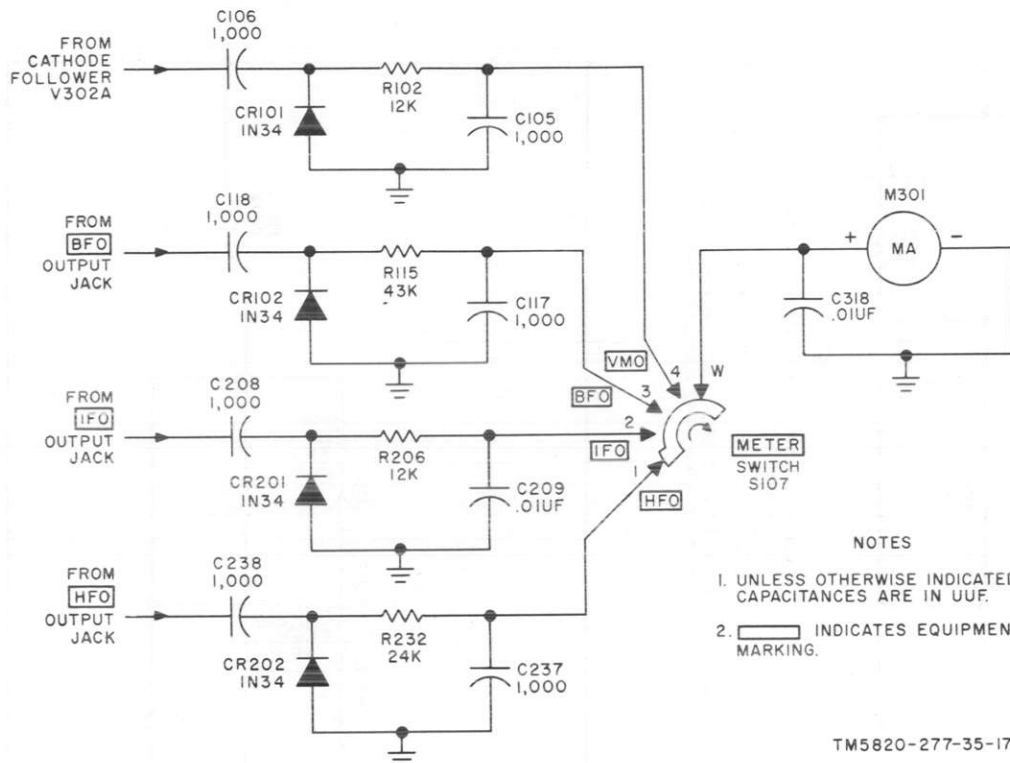 C106
1,000
FROM
CATHODE
FOLLOWER
V302A
R102
12K
CR101
IN34
C105
1,000
C118
1,000
FROM
BFO
OUTPUT
JACK
R115
43K
CR102
IN34
C117
1,000
M301
+ MA -
C318
.01UF
VMO
4
W
BFO
3
C208
1,000
FROM
IFO
OUTPUT
JACK
R206
12K
CR201
IN34
C209
.01UF
IFO
2
1
HFO
METER
SWITCH
S107
C238
1,000
FROM
HFO
OUTPUT
JACK
R232
24K
CR202
IN34
C237
1,000
NOTES
1. UNLESS OTHERWISE INDICATED
CAPACITANCES ARE IN UUF.
2. INDICATES EQUIPMEN
MARKING.
TM5820-277-35-17